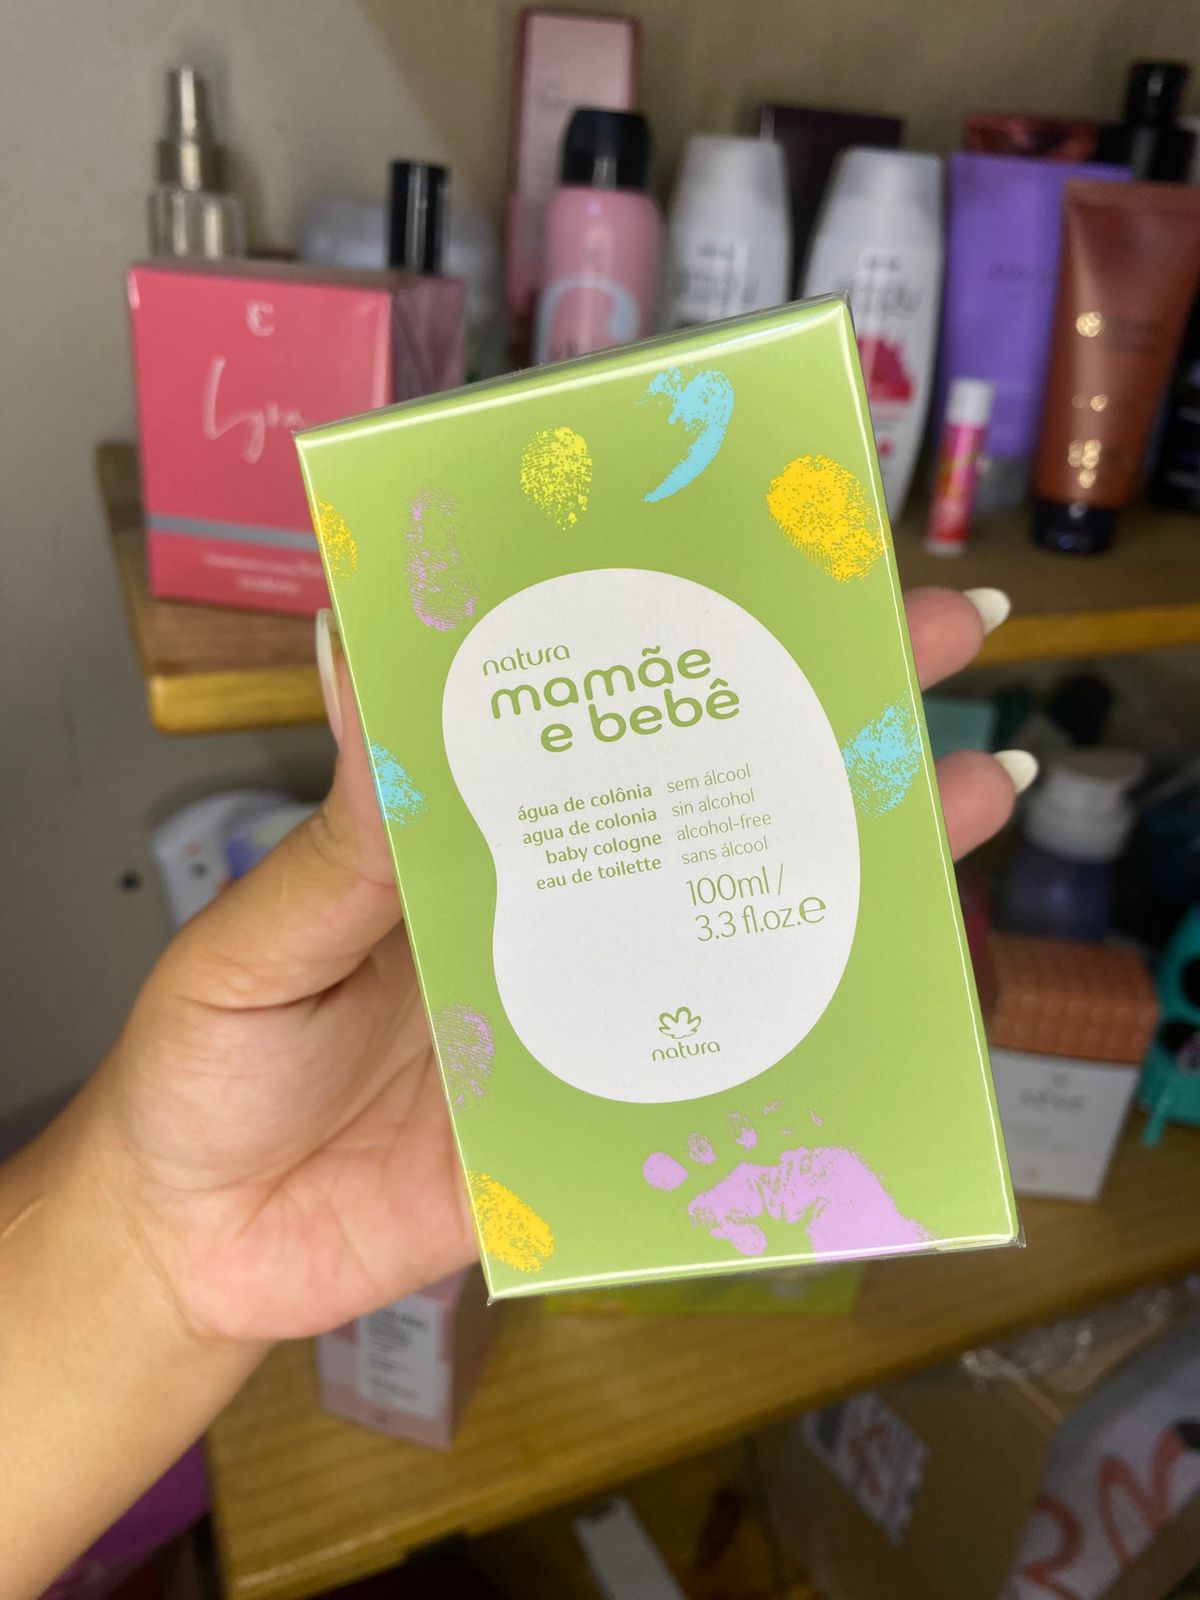 Lyra
natura
mamãe
e bebê
água de colônia sem álcool
agua de colonia sin alcohol
baby cologne alcohol-free
eau de toilette sans álcool
100ml /
3.3 fl.oz.e
natura